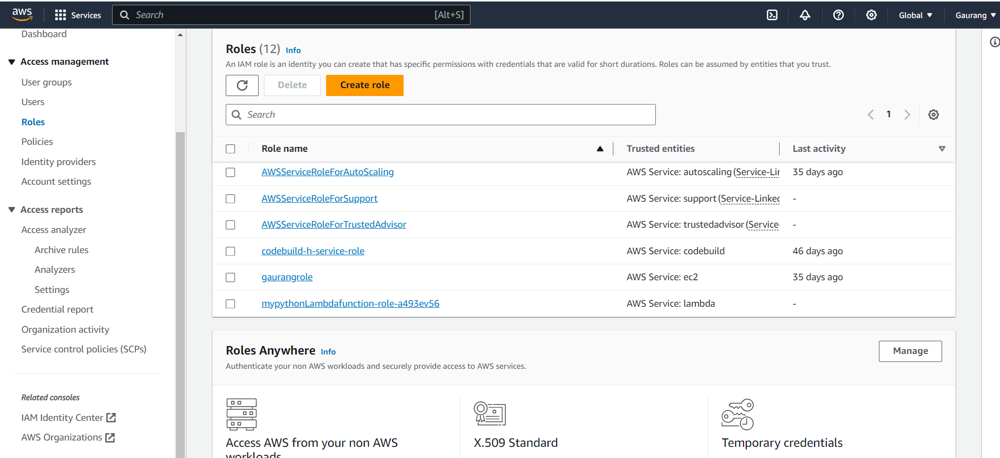 aws Services Search [Alt+S] Global Gaurang
Dashboard
Access management
User groups
Users
Roles
Policies
Identity providers
Account settings
Access reports
Access analyzer
Archive rules
Analyzers
Settings
Credential report
Organization activity
Service control policies (SCPs)
Related consoles
IAM Identity Center
AWS Organizations
Roles (12) Info
An IAM role is an identity you can create that has specific permissions with credentials that are valid for short durations. Roles can be assumed by entities that you trust.
Delete Create role
Search 1
Role name Trusted entities Last activity
AWSServiceRoleForAutoScaling AWS Service: autoscaling (Service-Lin 35 days ago
AWSServiceRoleForSupport AWS Service: support (Service-Linked -
AWSServiceRoleForTrustedAdvisor AWS Service: trustedadvisor (Service- -
codebuild-h-service-role AWS Service: codebuild 46 days ago
gaurangrole AWS Service: ec2 35 days ago
mypythonLambdafunction-role-a493ev56 AWS Service: lambda -
Roles Anywhere Info
Manage
Authenticate your non AWS workloads and securely provide access to AWS services.
Access AWS from your non AWS
workloads
X.509 Standard
Temporary credentials